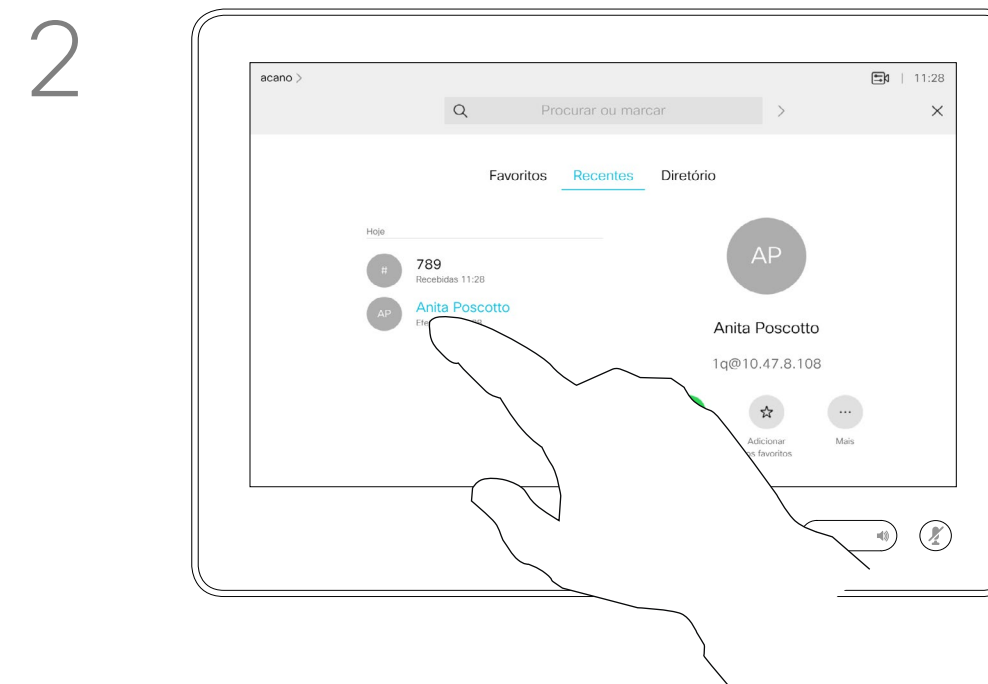 2
acano >
11:28
Procurar ou marcar
Favoritos Recentes Diretório
Hoje
#
789
Recebidas 11:28
AP
Anita Poscotto
AP
Anita Poscotto
1q@10.47.8.108
Adicionar
favoritos
Mais